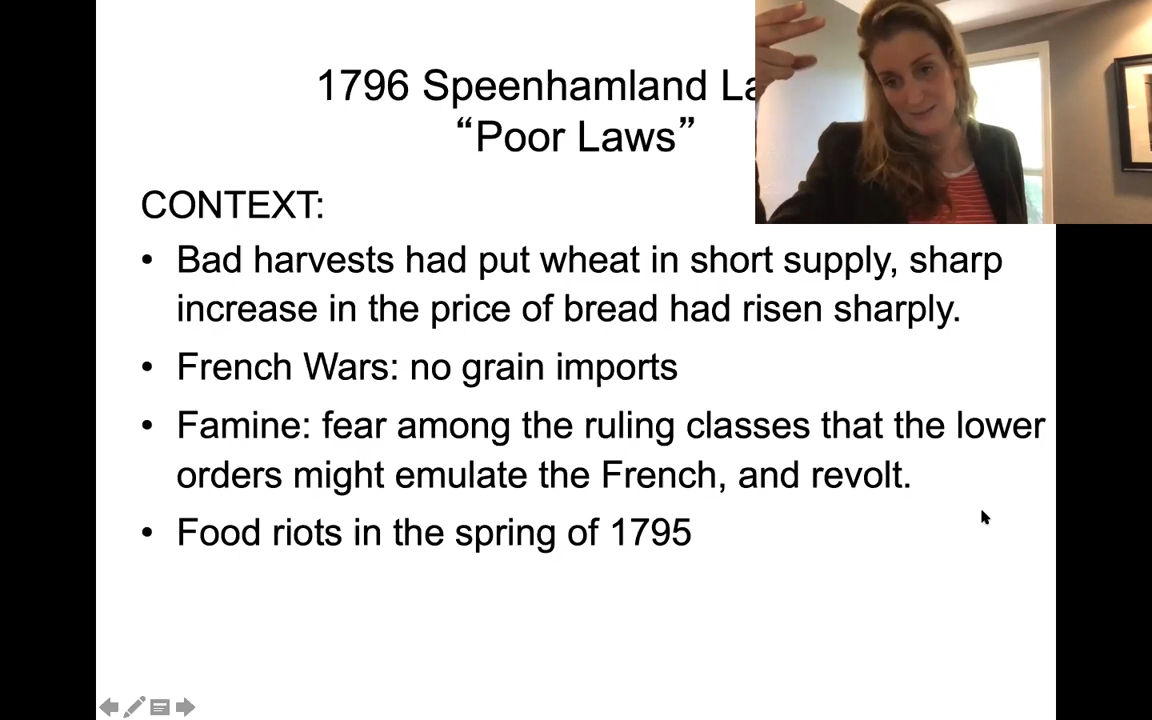 1796 Speenhamland La
“Poor Laws”
CONTEXT:
• Bad harvests had put wheat in short supply, sharp
increase in the price of bread had risen sharply.
• French Wars: no grain imports
• Famine: fear among the ruling classes that the lower
orders might emulate the French, and revolt.
• Food riots in the spring of 1795